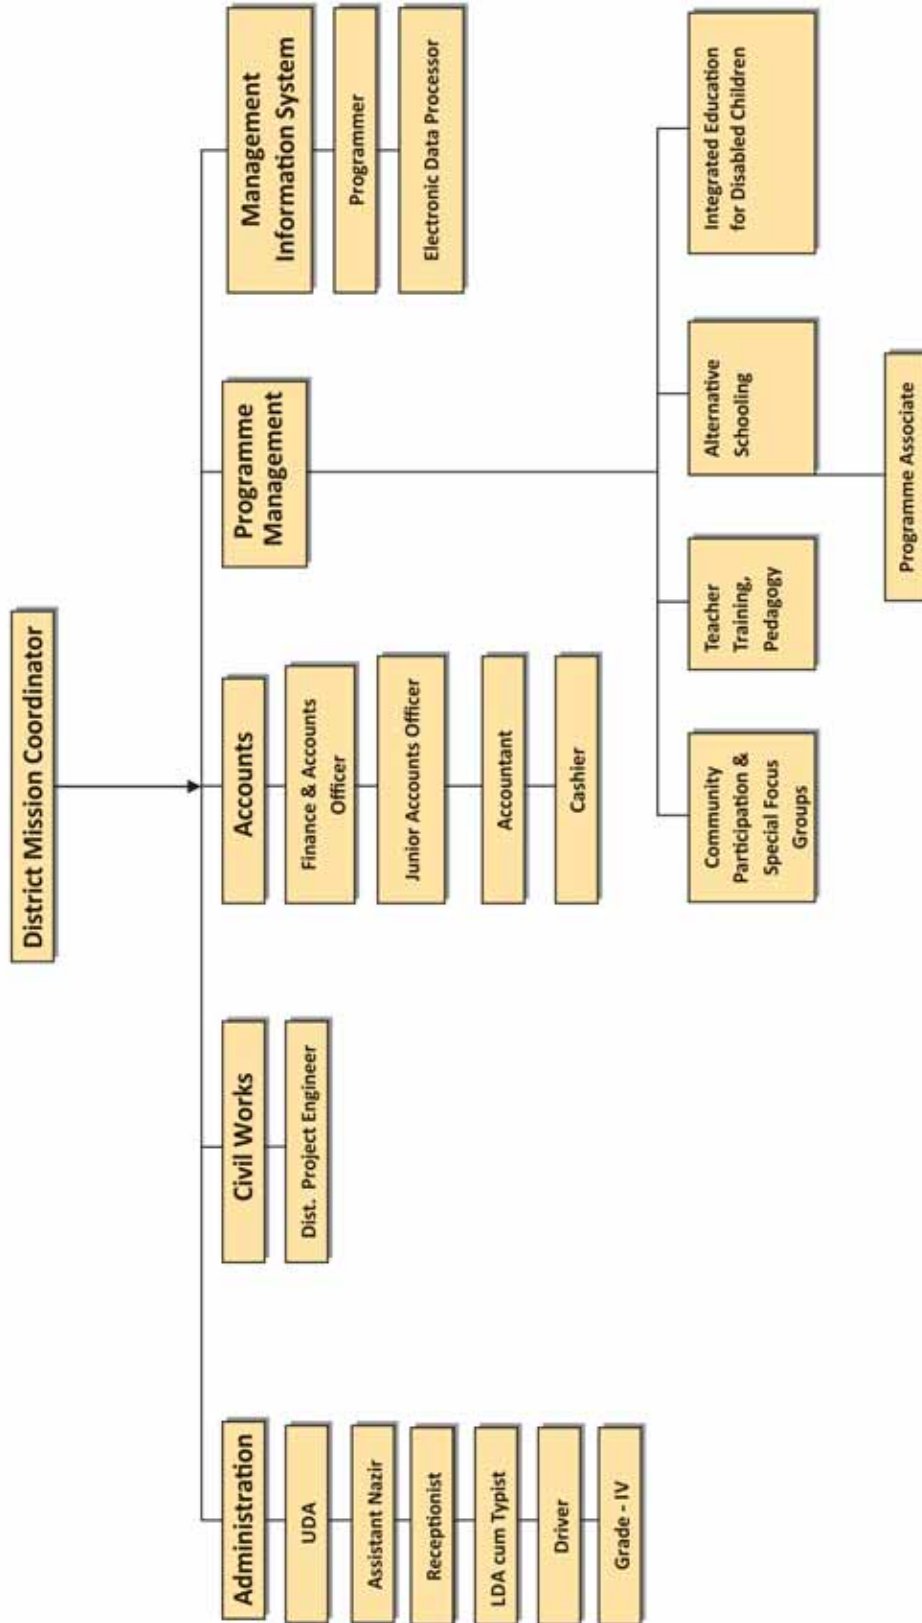 District Mission Coordinator
Administration
UDA
Assistant Nazir
Receptionist
LDA cum Typist
Driver
Grade - IV
Civil Works
Dist. Project Engineer
Accounts
Finance & Accounts
Officer
Junior Accounts Officer
Accountant
Cashier
Programme
Management
Community
Participation &
Special Focus
Groups
Teacher
Training,
Pedagogy
Alternative
Schooling
Integrated Education
for Disabled Children
Programme Associate
Management
Information System
Programmer
Electronic Data Processor